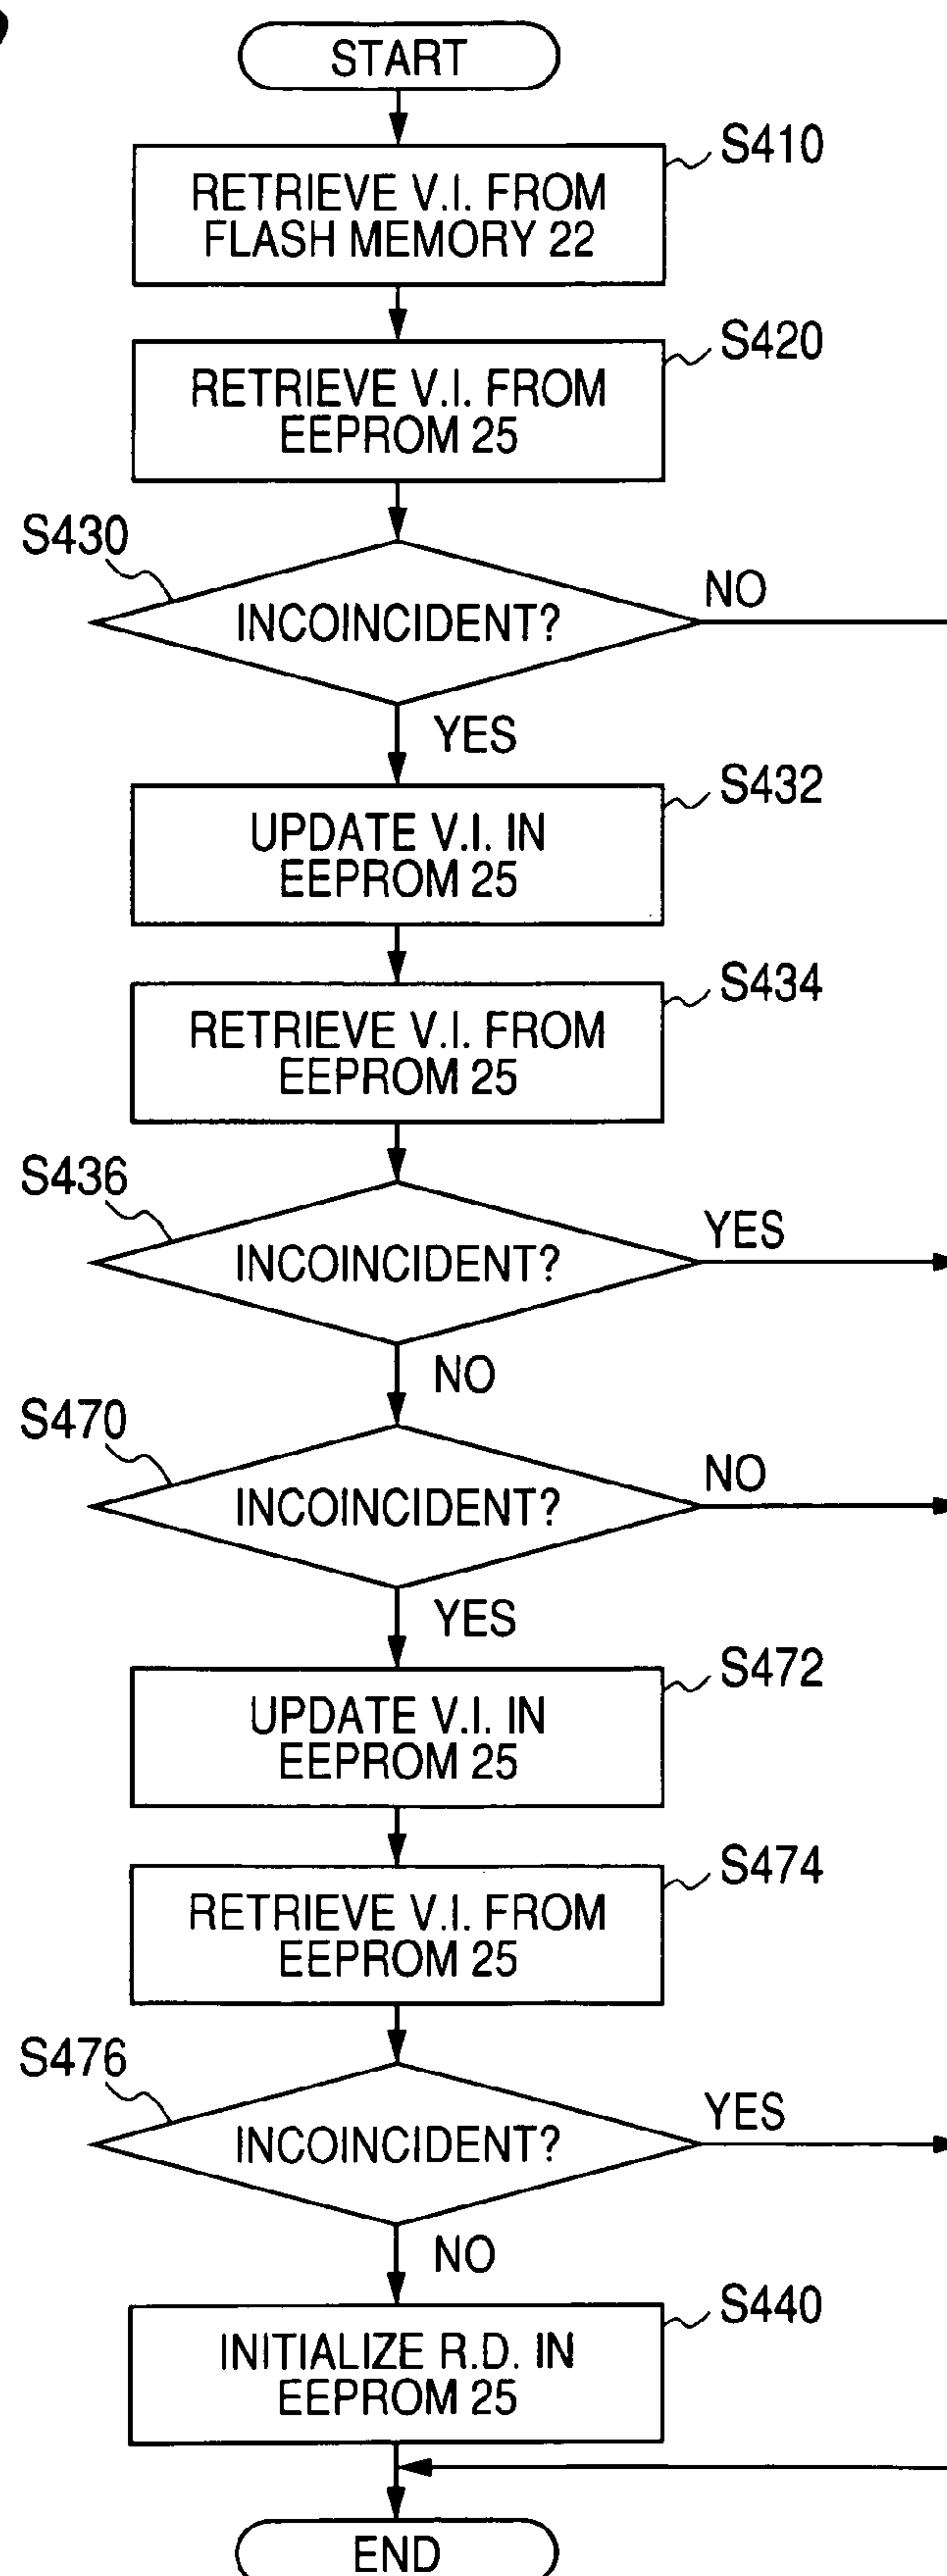 START
S410
RETRIEVE V.I. FROM
FLASH MEMORY 22
S420
RETRIEVE V.I. FROM
EEPROM 25
S430
INCOINCIDENT?
NO
YES
S432
UPDATE V.I. IN
EEPROM 25
S434
RETRIEVE V.I. FROM
EEPROM 25
S436
INCOINCIDENT?
YES
NO
S470
INCOINCIDENT?
NO
YES
S472
UPDATE V.I. IN
EEPROM 25
S474
RETRIEVE V.I. FROM
EEPROM 25
S476
INCOINCIDENT?
YES
NO
S440
INITIALIZE R.D. IN
EEPROM 25
END